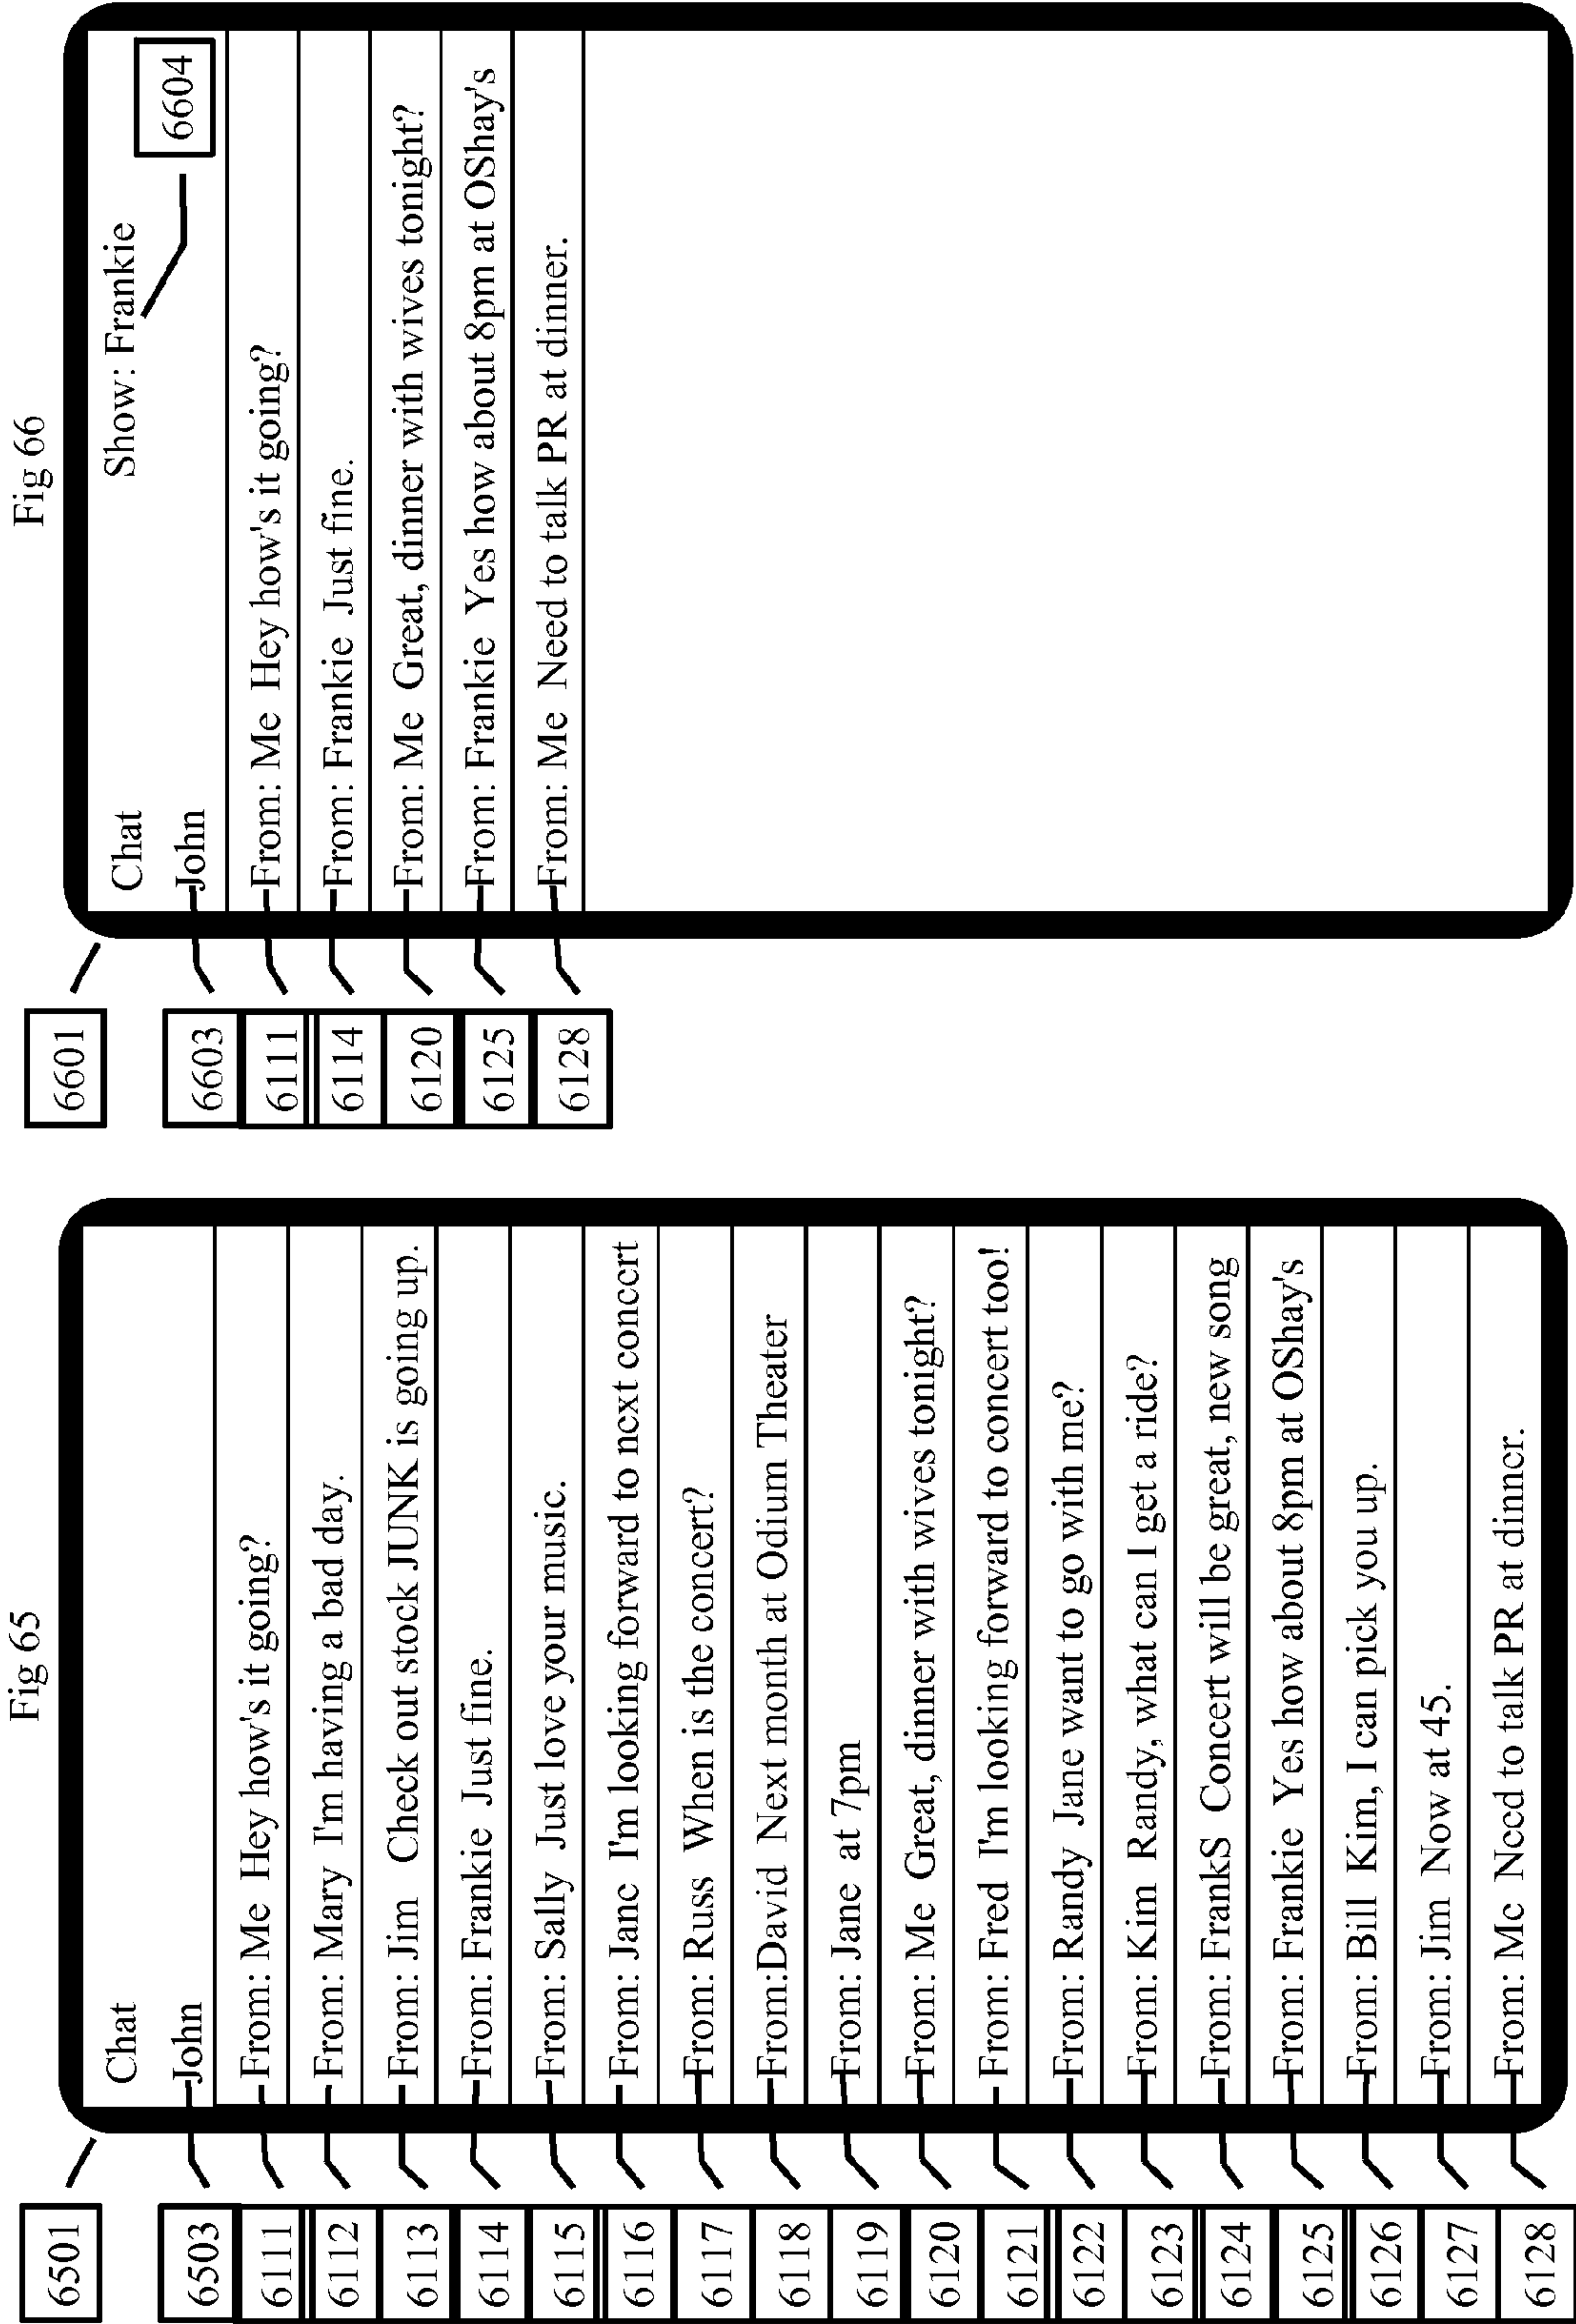 Fig 65
6501
Chat
6503
John
6111
From: Me Hey how's it going?
6112
From: Mary I'm having a bad day.
6113
From: Jim Check out stock JUNK is going up.
6114
From: Frankie Just fine.
6115
From: Sally Just love your music.
6116
From: Janc I'm looking forward to ncxt conccrt
6117
From: Russ When is the concert?
6118
From:David Next month at Odium Theater
6119
From: Jane at 7pm
6120
From: Me Great, dinner with wives tonight?
6121
From: Fred I'm looking forward to concert too!
6122
From: Randy Jane want to go with me?
6123
From: Kim Randy, what can I get a ride?
6124
From: FrankS Concert will be great, new song
6125
From: Frankie Yes how about 8pm at OShay's
6126
From: Bill Kim, I can pick you up.
6127
From: Jim Now at 45.
6128
From: Mc Nccd to talk PR at dinncr.
Fig 66
6601
Chat
Show: Frankie
6604
6603
John
6111
From: Me Hey how's it going?
6114
From: Frankie Just fine.
6120
From: Me Great, dinner with wives tonight?
6125
From: Frankie Yes how about 8pm at OShay's
6128
From: Me Need to talk PR at dinner.